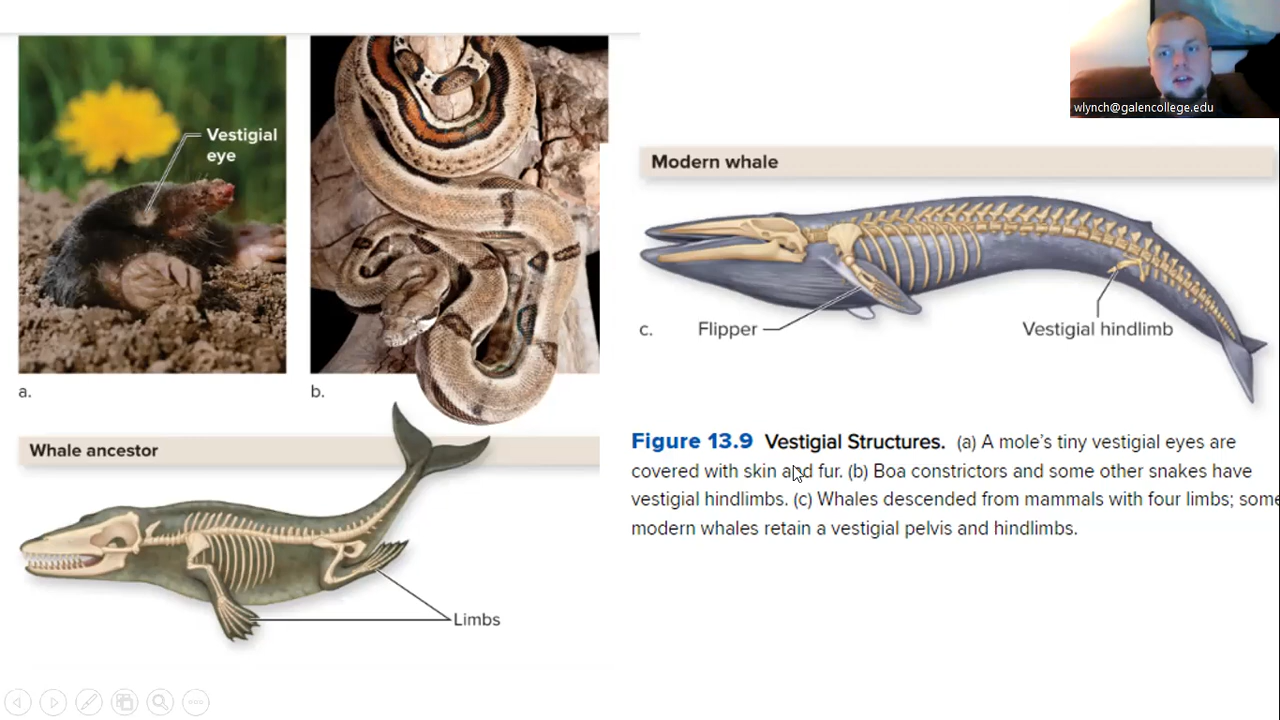 wlynch@galencollege.edu
Vestigial
eye
a.
b.
Whale ancestor
Limbs
Modern whale
c.
Flipper
Vestigial hindlimb
Figure 13.9 Vestigial Structures. (a) A mole's tiny vestigial eyes are
covered with skin and fur. (b) Boa constrictors and some other snakes have
vestigial hindlimbs. (c) Whales descended from mammals with four limbs; some
modern whales retain a vestigial pelvis and hindlimbs.